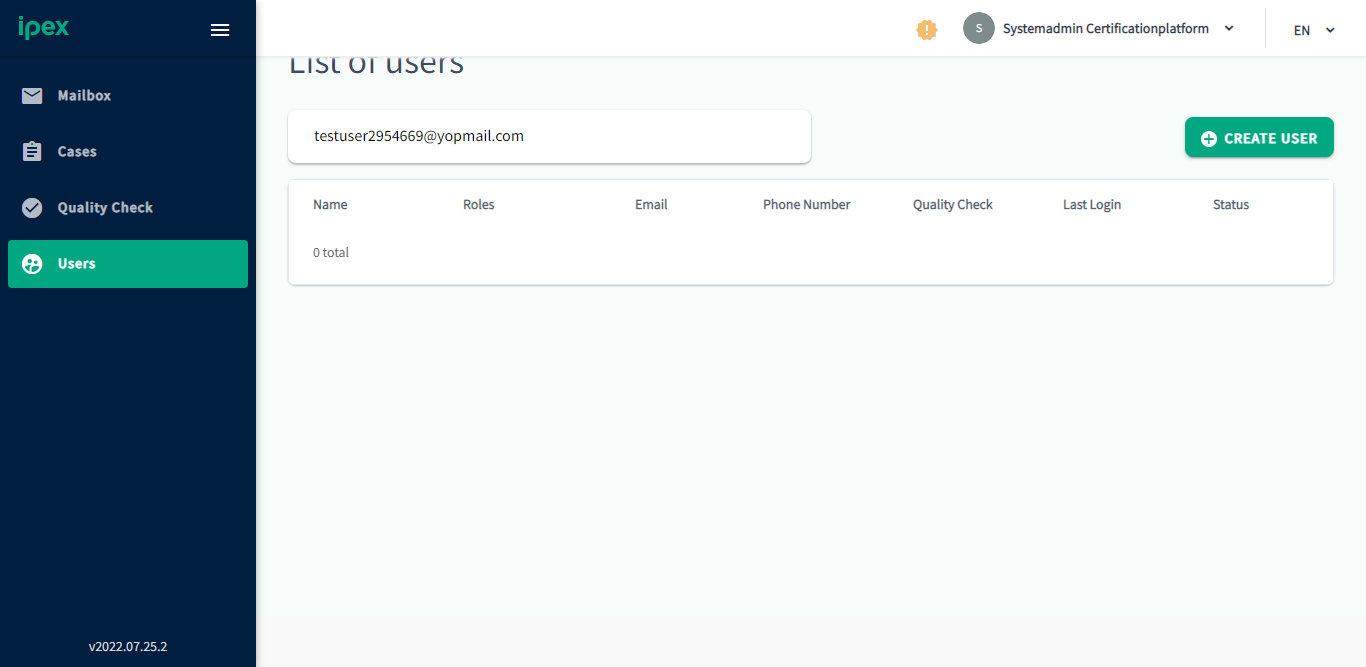 ipex
S
Systemadmin Certificationplatform
EN
Mailbox
Cases
Quality Check
Users
v2022.07.25.2
List of users
testuser2954669@yopmail.com
CREATE USER
Name Roles Email Phone Number Quality Check Last Login Status
0 total